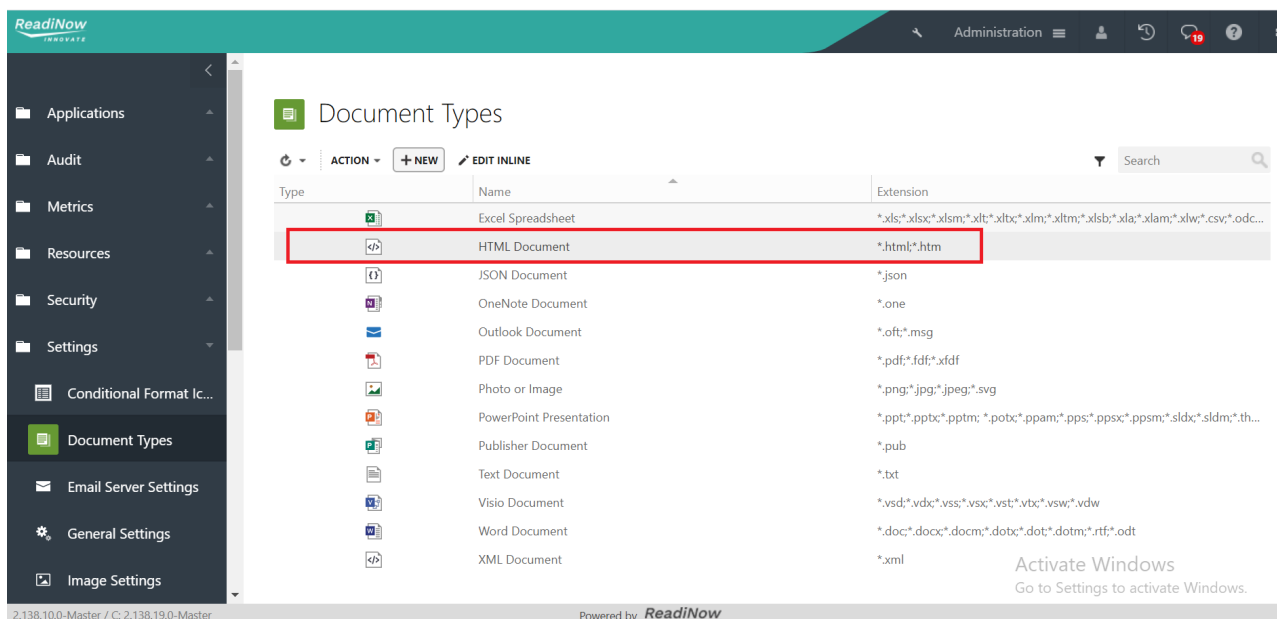 ReadiNow
INNOVATE
Administration
19
Applications
Audit
Metrics
Resources
Security
Settings
Conditional Format Ic...
Document Types
Email Server Settings
General Settings
Image Settings
Document Types
ACTION + NEW EDIT INLINE Search
Type Name Extension
Excel Spreadsheet *.xls;*.xlsx;*.xlsm;*.xlt;*.xltx;*.xlm;*.xltm;*.xlsb;*.xla;*.xlam;*.xlw;*.csv;*.odc...
HTML Document *.html;*.htm
JSON Document *.json
OneNote Document *.one
Outlook Document *.oft;*.msg
PDF Document *.pdf;*.fdf;*.xfdf
Photo or Image *.png;*.jpg;*.jpeg;*.svg
PowerPoint Presentation *.ppt;*.pptx;*.pptm; *.potx;*.ppam;*.pps;*.ppsx;*.ppsm;*.sldx;*.sldm;*.th...
Publisher Document *.pub
Text Document *.txt
Visio Document *.vsd;*.vdx;*.vss;*.vsx;*.vst;*.vtx;*.vsw;*.vdw
Word Document *.doc;*.docx;*.docm;*.dotx;*.dot;*.dotm;*.rtf;*.odt
XML Document *.xml
Activate Windows
Go to Settings to activate Windows.
2.138.10.0-Master / C: 2.138.19.0-Master
Powered by ReadiNow